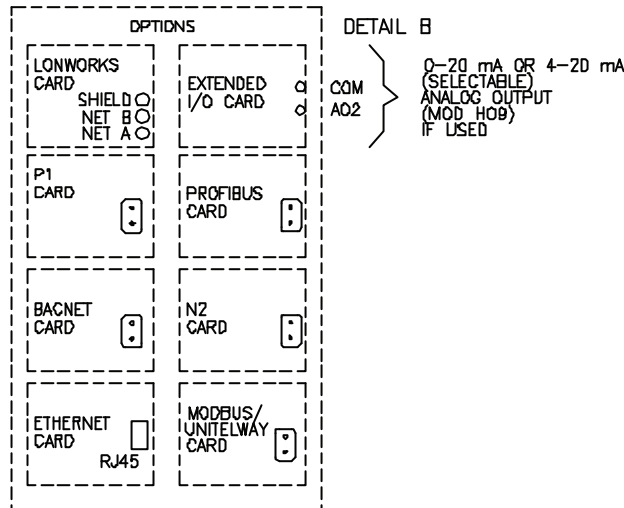 OPTIONS
DETAIL B
LONWORKS
CARD
SHIELD
NET B
NET A
EXTENDED
I/O CARD
COM
AO2
0-20 mA OR 4-20 mA
(SELECTABLE)
ANALOG OUTPUT
(MOD H09)
IF USED
P1
CARD
PROFIBUS
CARD
BACNET
CARD
N2
CARD
ETHERNET
CARD
RJ45
MODBUS/
UNITELWAY
CARD